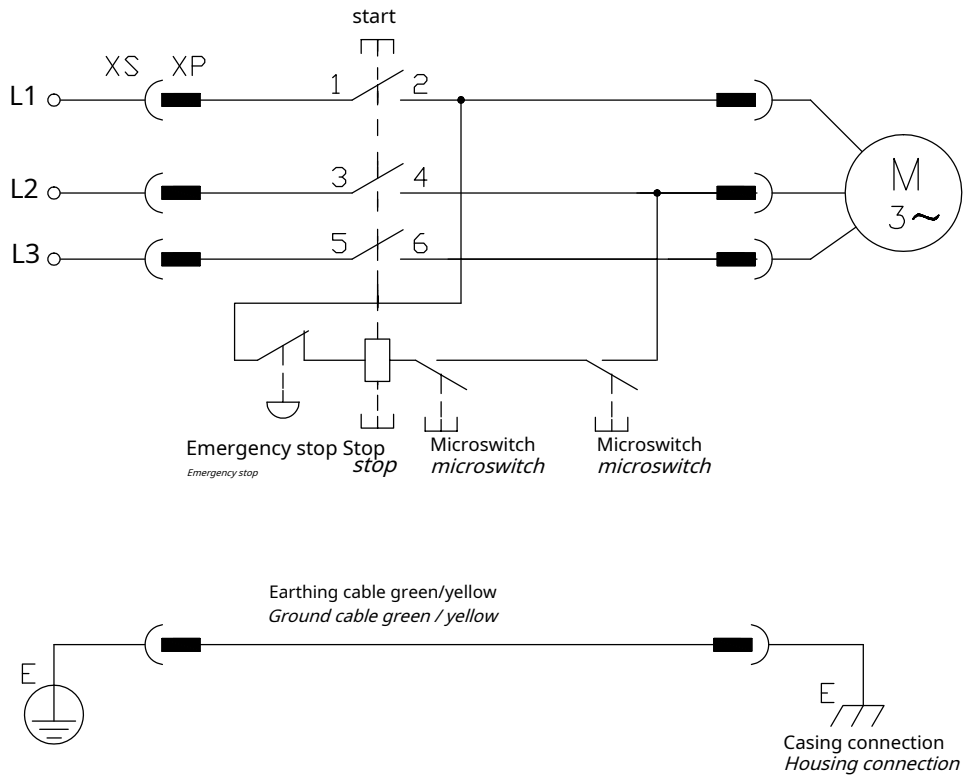 start
XS XP
L1
1 2
L2
3 4
L3
5 6
M
3~
Emergency stop Stop
Emergency stop
stop
Microswitch
microswitch
Microswitch
microswitch
Earthing cable green/yellow
Ground cable green / yellow
E
E
Casing connection
Housing connection